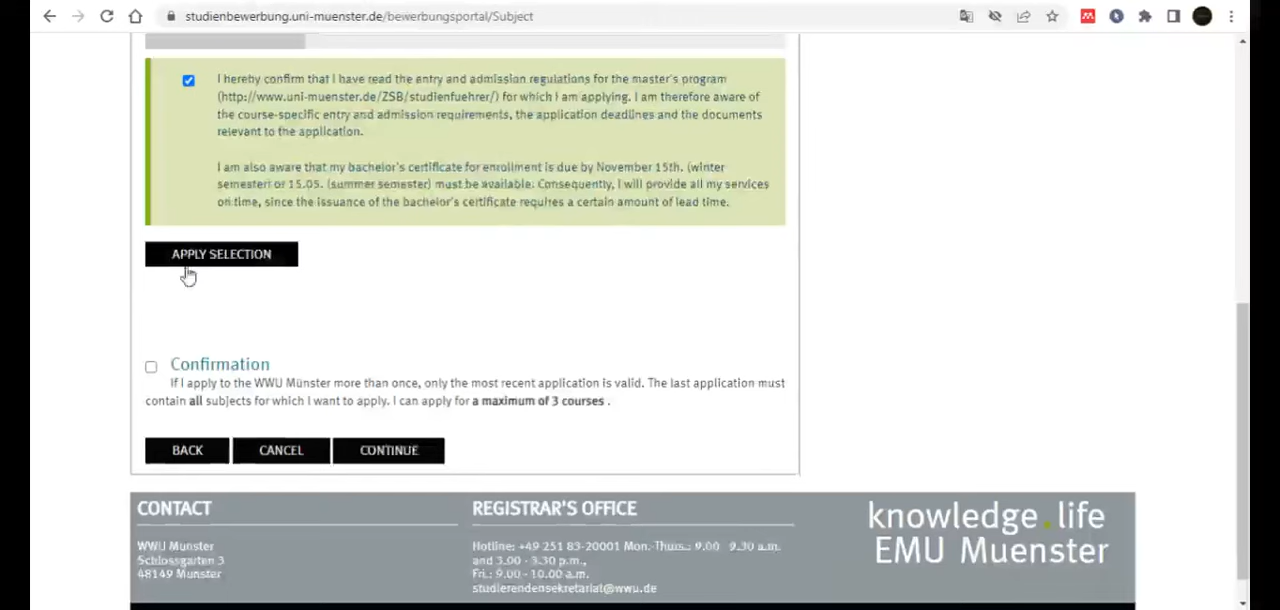 studienbewerbung.uni-muenster.de/bewerbungsportal/Subject
I hereby confirm that I have read the entry and admission regulations for the master's program
(http://www.uni-muenster.de/ZSB/studienfuehrer/) for which I am applying. I am therefore aware of
the course-specific entry and admission requirements, the application deadlines and the documents
relevant to the application.
I am also aware that my bachelor's certificate for enrollment is due by November 15th. (winter
semester) or 15.05. (summer semester) must be available. Consequently, I will provide all my services
on time, since the issuance of the bachelor's certificate requires a certain amount of lead time.
APPLY SELECTION
Confirmation
If I apply to the WWU Münster more than once, only the most recent application is valid. The last application must
contain all subjects for which I want to apply. I can apply for a maximum of 3 courses .
BACK CANCEL CONTINUE
CONTACT
WWU Munster
Schlossgarten 3
48149 Munster
REGISTRAR'S OFFICE
Hotline: +49 251 83-20001 Mon.-Thurs.: 9.00 9.30 a.m.
and 3.00 - 3.30 p.m.,
Fri.: 9.00 - 10.00 a.m.
studierendensekretariat@wwu.de
knowledge.life
EMU Muenster